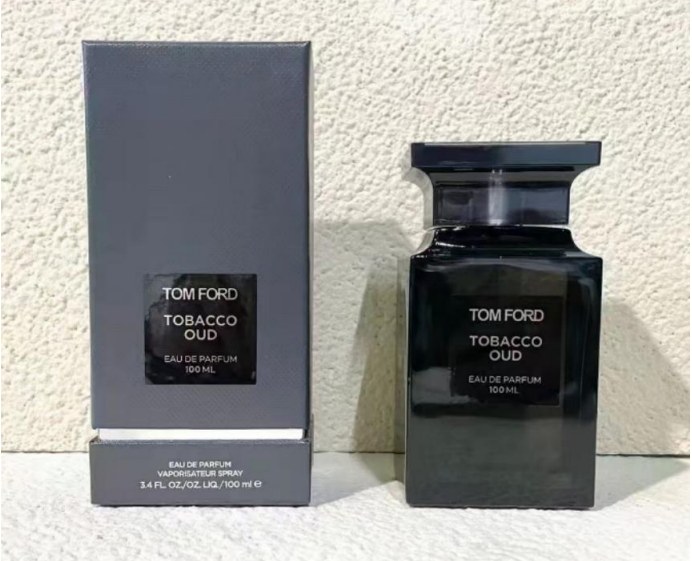 TOM FORD
TOBACCO
OUD
EAU DE PARFUM
100 ML
EAU DE PARFUM
VAPORISATEUR SPRAY
3.4 FL. OZ./OZ. LIQ./100 ml e
TOM FORD
TOBACCO
OUD
EAU DE PARFUM
100 ML